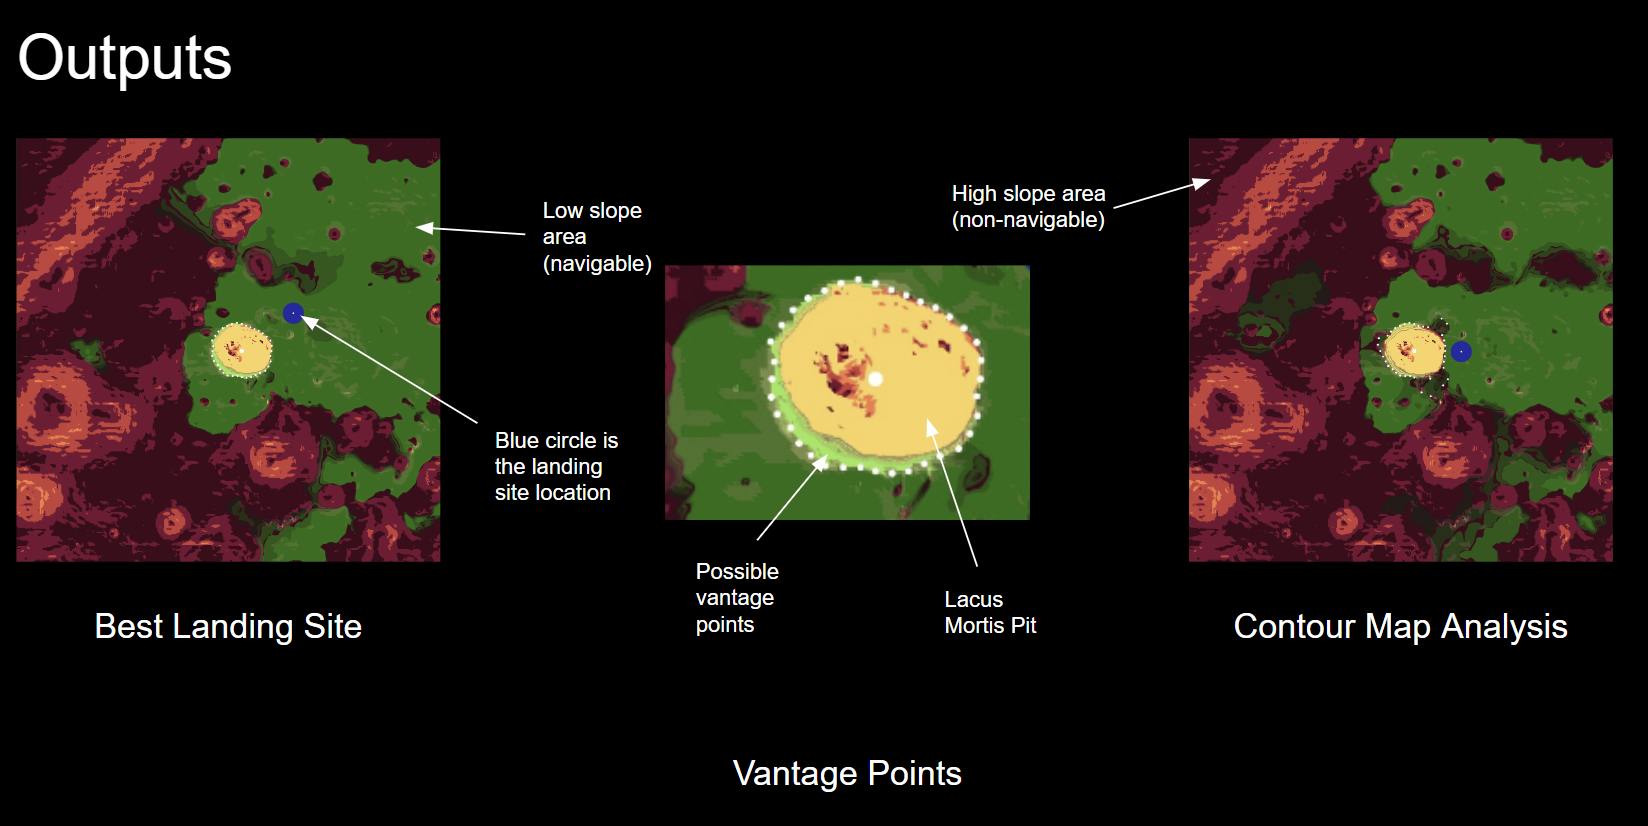 Outputs
Low slope
area
(navigable)
High slope area
(non-navigable)
Blue circle is
the landing
site location
Possible
vantage
points
Lacus
Mortis Pit
Best Landing Site
Contour Map Analysis
Vantage Points